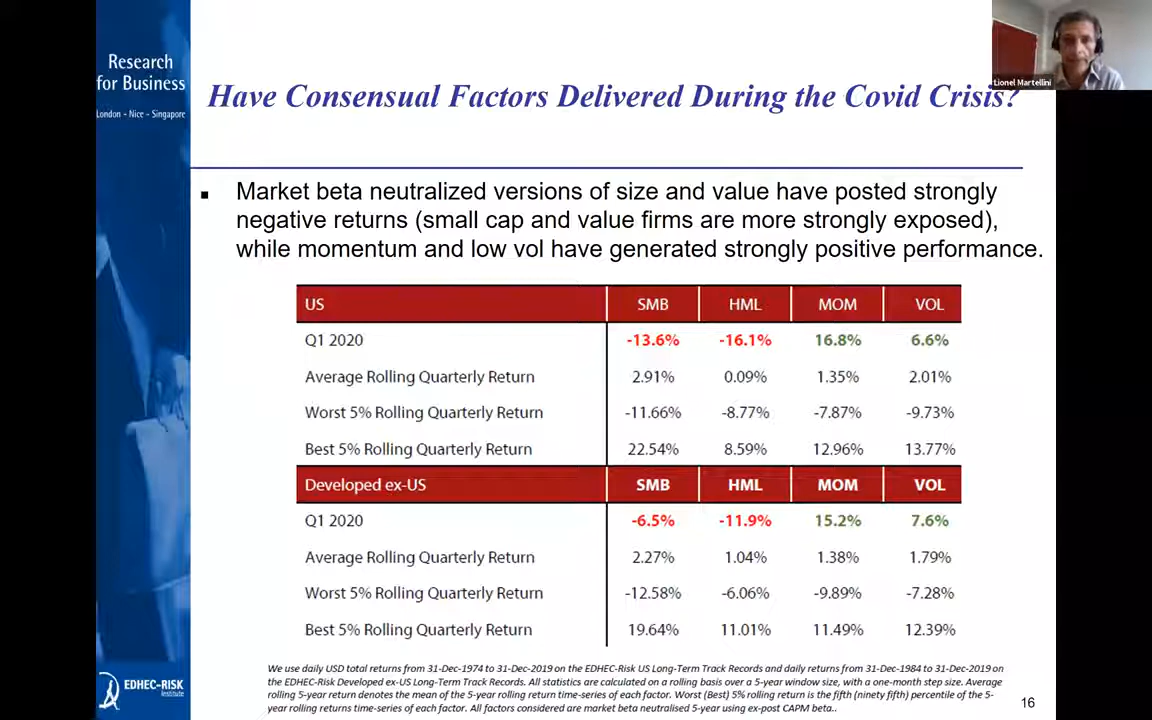 Research
for Business
London - Nice - Singapore
Lionel Martellini
Have Consensual Factors Delivered During the Covid Crisis?
Market beta neutralized versions of size and value have posted strongly
negative returns (small cap and value firms are more strongly exposed),
while momentum and low vol have generated strongly positive performance.
US SMB HML MOM VOL
Q1 2020 -13.6% -16.1% 16.8% 6.6%
Average Rolling Quarterly Return 2.91% 0.09% 1.35% 2.01%
Worst 5% Rolling Quarterly Return -11.66% -8.77% -7.87% -9.73%
Best 5% Rolling Quarterly Return 22.54% 8.59% 12.96% 13.77%
Developed ex-US SMB HML MOM VOL
Q1 2020 -6.5% -11.9% 15.2% 7.6%
Average Rolling Quarterly Return 2.27% 1.04% 1.38% 1.79%
Worst 5% Rolling Quarterly Return -12.58% -6.06% -9.89% -7.28%
Best 5% Rolling Quarterly Return 19.64% 11.01% 11.49% 12.39%
We use daily USD total returns from 31-Dec-1974 to 31-Dec-2019 on the EDHEC-Risk US Long-Term Track Records and daily returns from 31-Dec-1984 to 31-Dec-2019 on
the EDHEC-Risk Developed ex-US Long-Term Track Records. All statistics are calculated on a rolling basis over a 5-year window size, with a one-month step size. Average
rolling 5-year return denotes the mean of the 5-year rolling return time-series of each factor. Worst (Best) 5% rolling return is the fifth (ninety fifth) percentile of the 5-
year rolling returns time-series of each factor. All factors considered are market beta neutralised 5-year using ex-post CAPM beta..
EDHEC-RISK
Institute
16